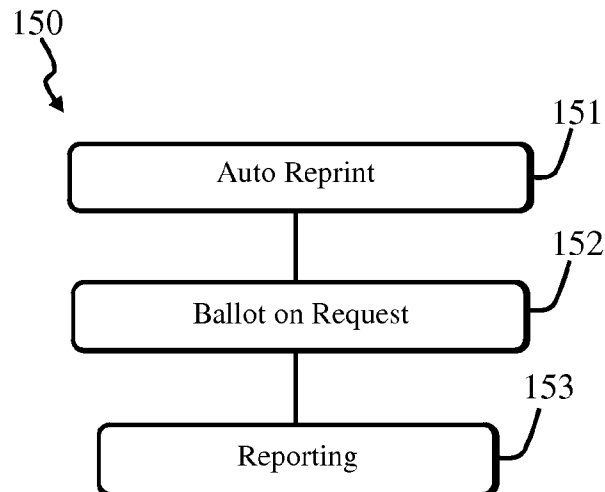 150
151
Auto Reprint
152
Ballot on Request
153
Reporting